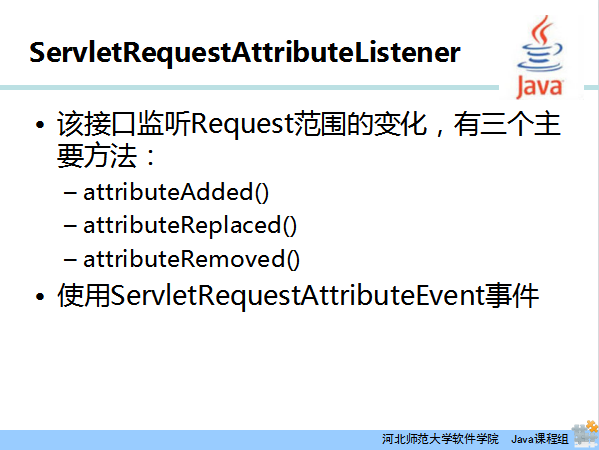 ServletRequestAttributeListener
Java
• 该接口监听Request范围的变化，有三个主
要方法：
– attributeAdded()
– attributeReplaced()
– attributeRemoved()
• 使用ServletRequestAttributeEvent事件
河北师范大学软件学院 Java课程组